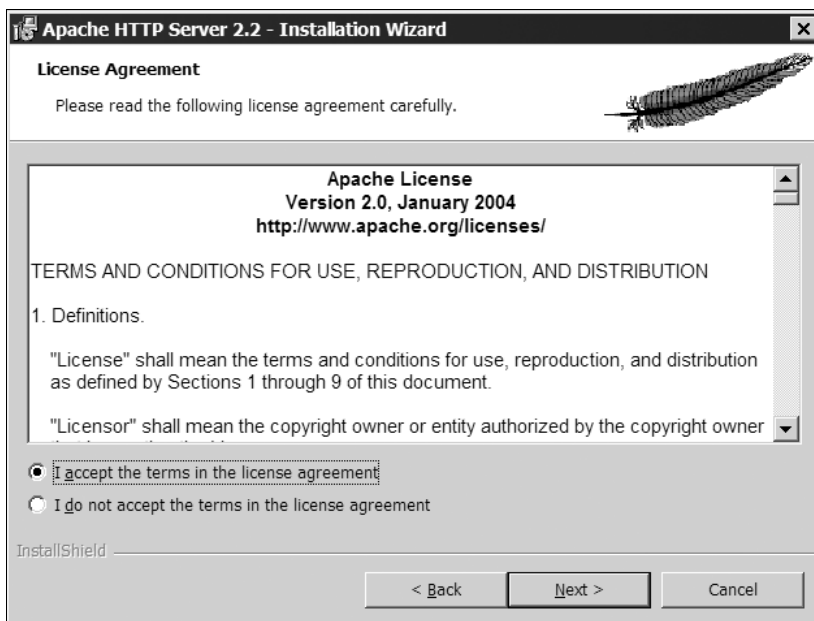 Apache HTTP Server 2.2 - Installation Wizard
License Agreement
Please read the following license agreement carefully.
Apache License
Version 2.0, January 2004
http://www.apache.org/licenses/
TERMS AND CONDITIONS FOR USE, REPRODUCTION, AND DISTRIBUTION
1. Definitions.
"License" shall mean the terms and conditions for use, reproduction, and distribution
as defined by Sections 1 through 9 of this document.
"Licensor" shall mean the copyright owner or entity authorized by the copyright owner
I accept the terms in the license agreement
I do not accept the terms in the license agreement
InstallShield
< Back
Next >
Cancel